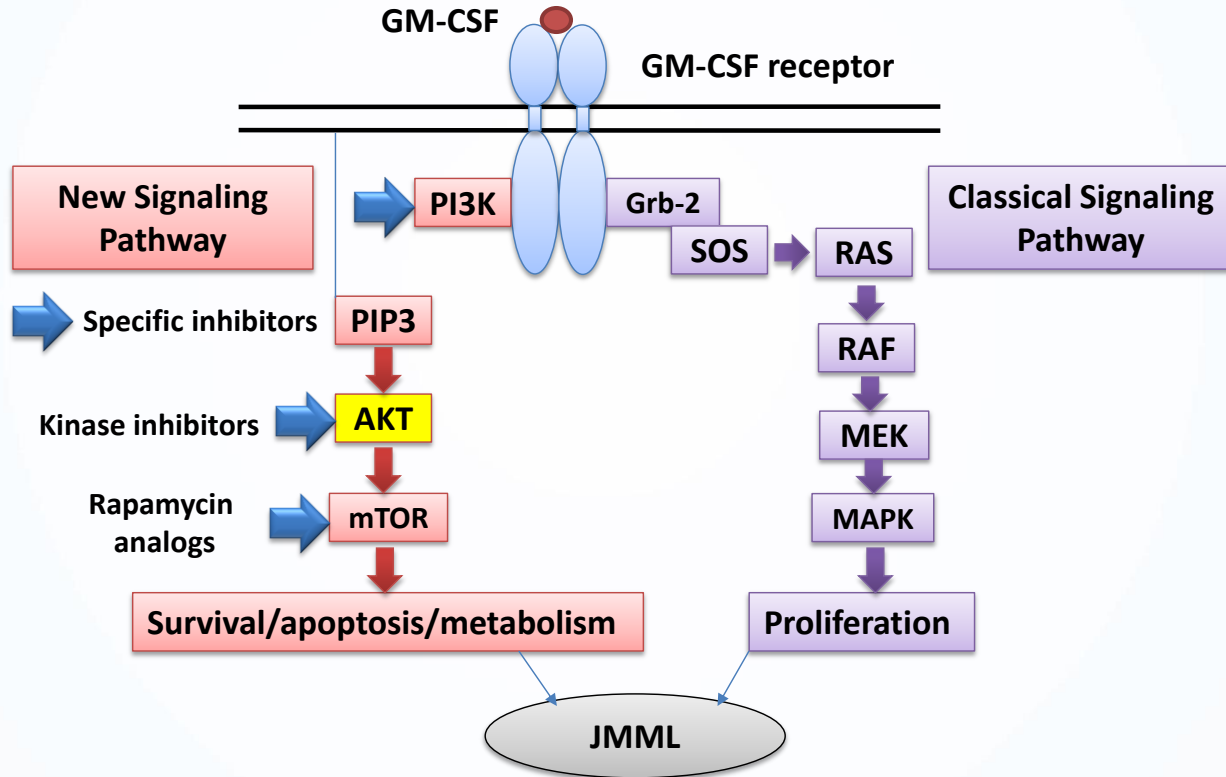 GM-CSF
GM-CSF receptor
New Signaling
Pathway
PI3K
Grb-2
SOS
RAS
Classical Signaling
Pathway
Specific inhibitors
PIP3
RAF
Kinase inhibitors
AKT
MEK
Rapamycin
analogs
mTOR
MAPK
Survival/apoptosis/metabolism
Proliferation
JMML